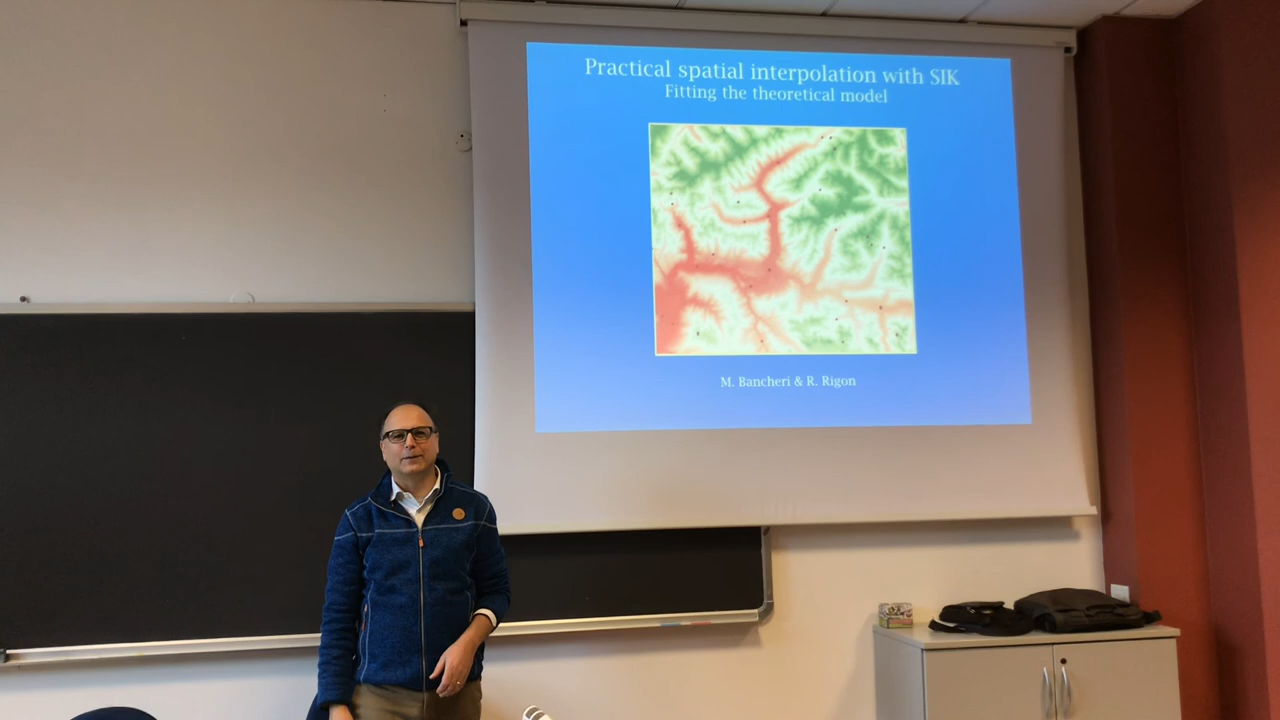 Practical spatial interpolation with SIK
Fitting the theoretical model
M. Bancheri & R. Rigon